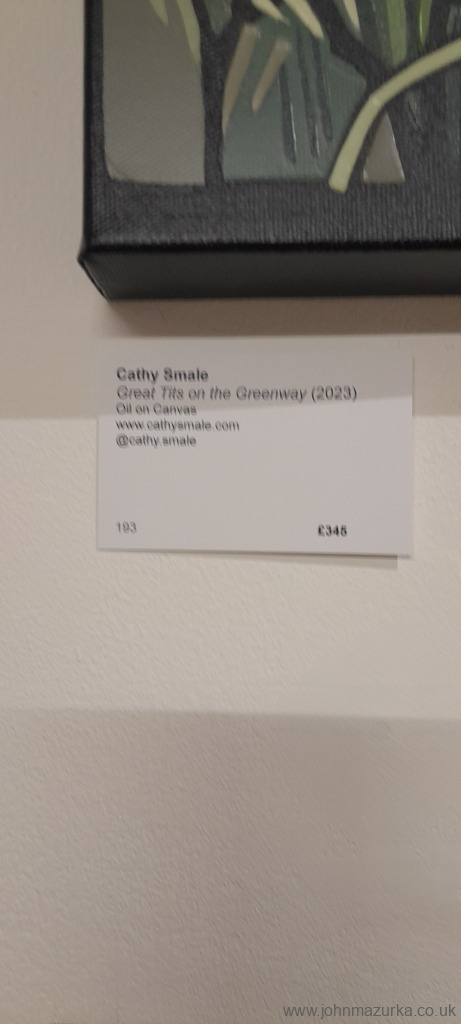 Cathy Smale
Great Tits on the Greenway (2023)
Oil on Canvas
www.cathysmale.com
@cathy.smale
193 £345
www.johnmazurka.co.uk